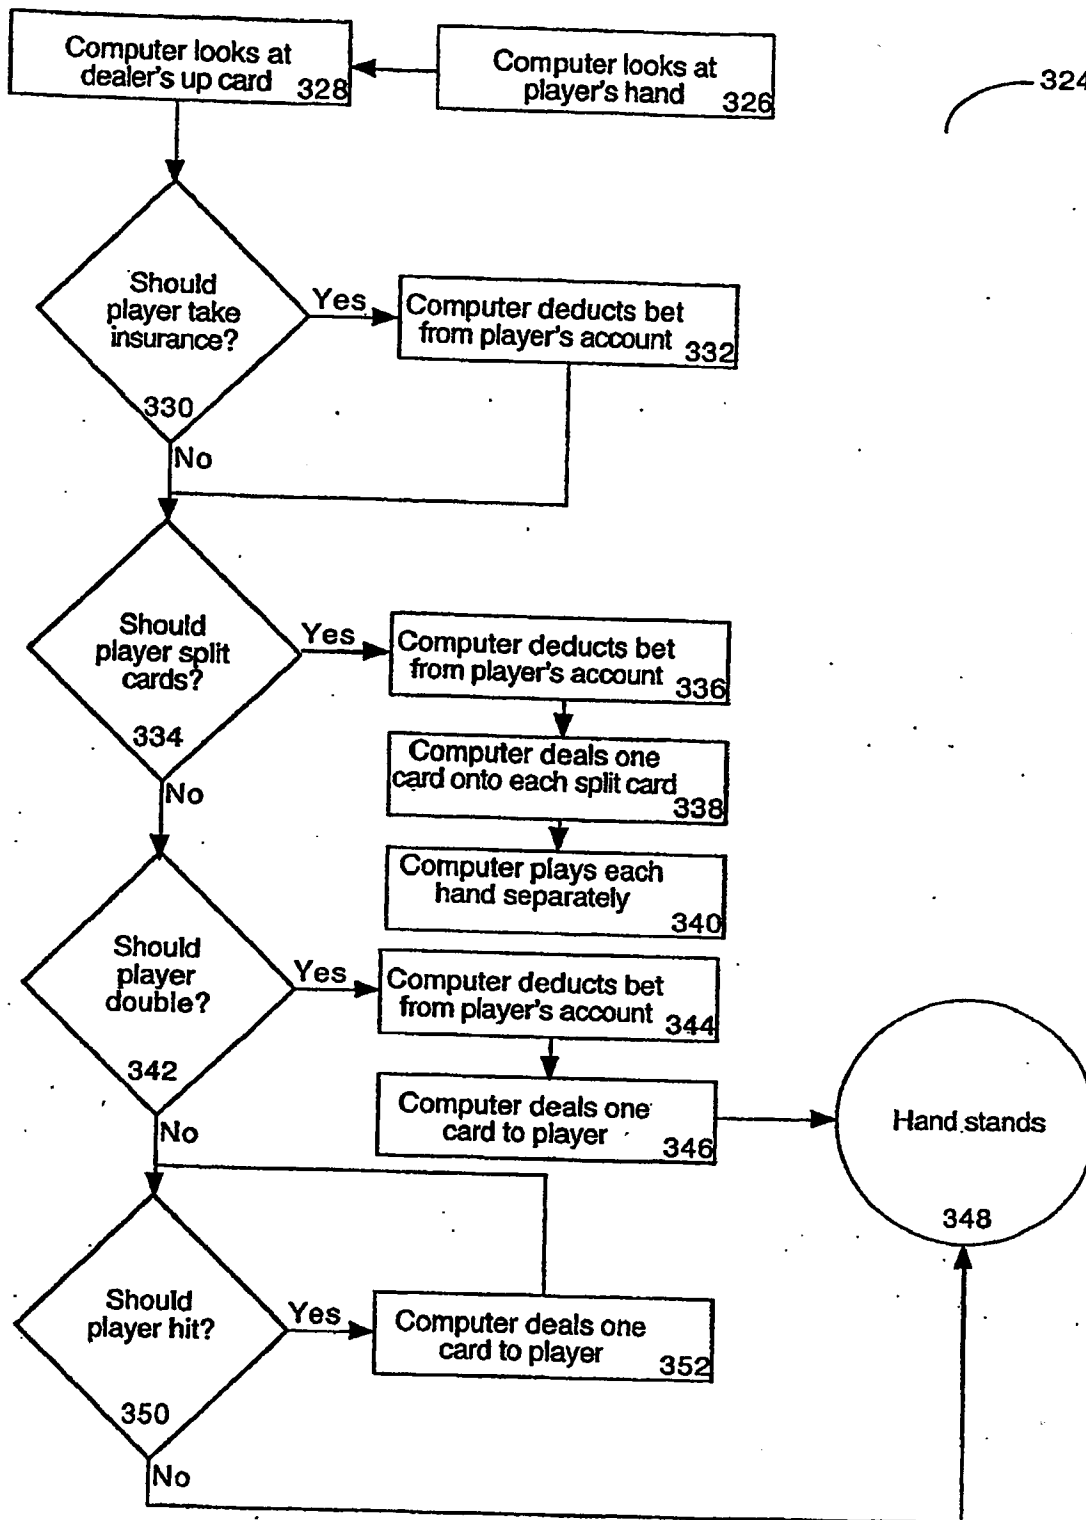 Computer looks at
dealer's up card 328
Computer looks at
player's hand 326
324
Should
player take
insurance?
330
Yes
Computer deducts bet
from player's account 332
No
Should
player split
cards?
334
Yes
Computer deducts bet
from player's account 336
Computer deals one
card onto each split card
338
Computer plays each
hand separately
340
No
Should
player
double?
342
Yes
Computer deducts bet
from player's account 344
Computer deals one
card to player 346
Hand stands
348
No
Should
player hit?
350
Yes
Computer deals one
card to player 352
No